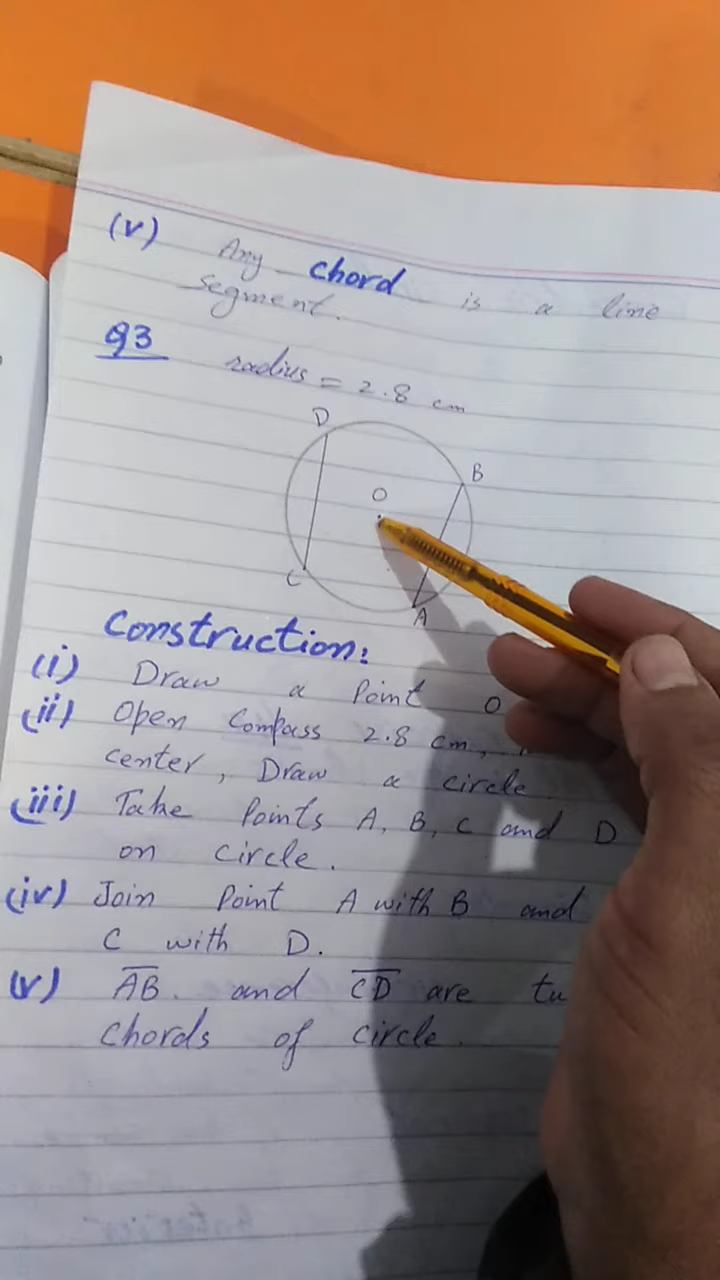 (v) Any chord is a line
segment.
Q3 radius = 2.8 cm
D
B
O
C
A
Construction:
(i) Draw a Point O
(ii) Open Compass 2.8 cm,
center, Draw a circle
(iii) Take Points A, B, C and D
on circle.
(iv) Join Point A with B and
C with D.
(v) AB. and CD are
chords of circle.